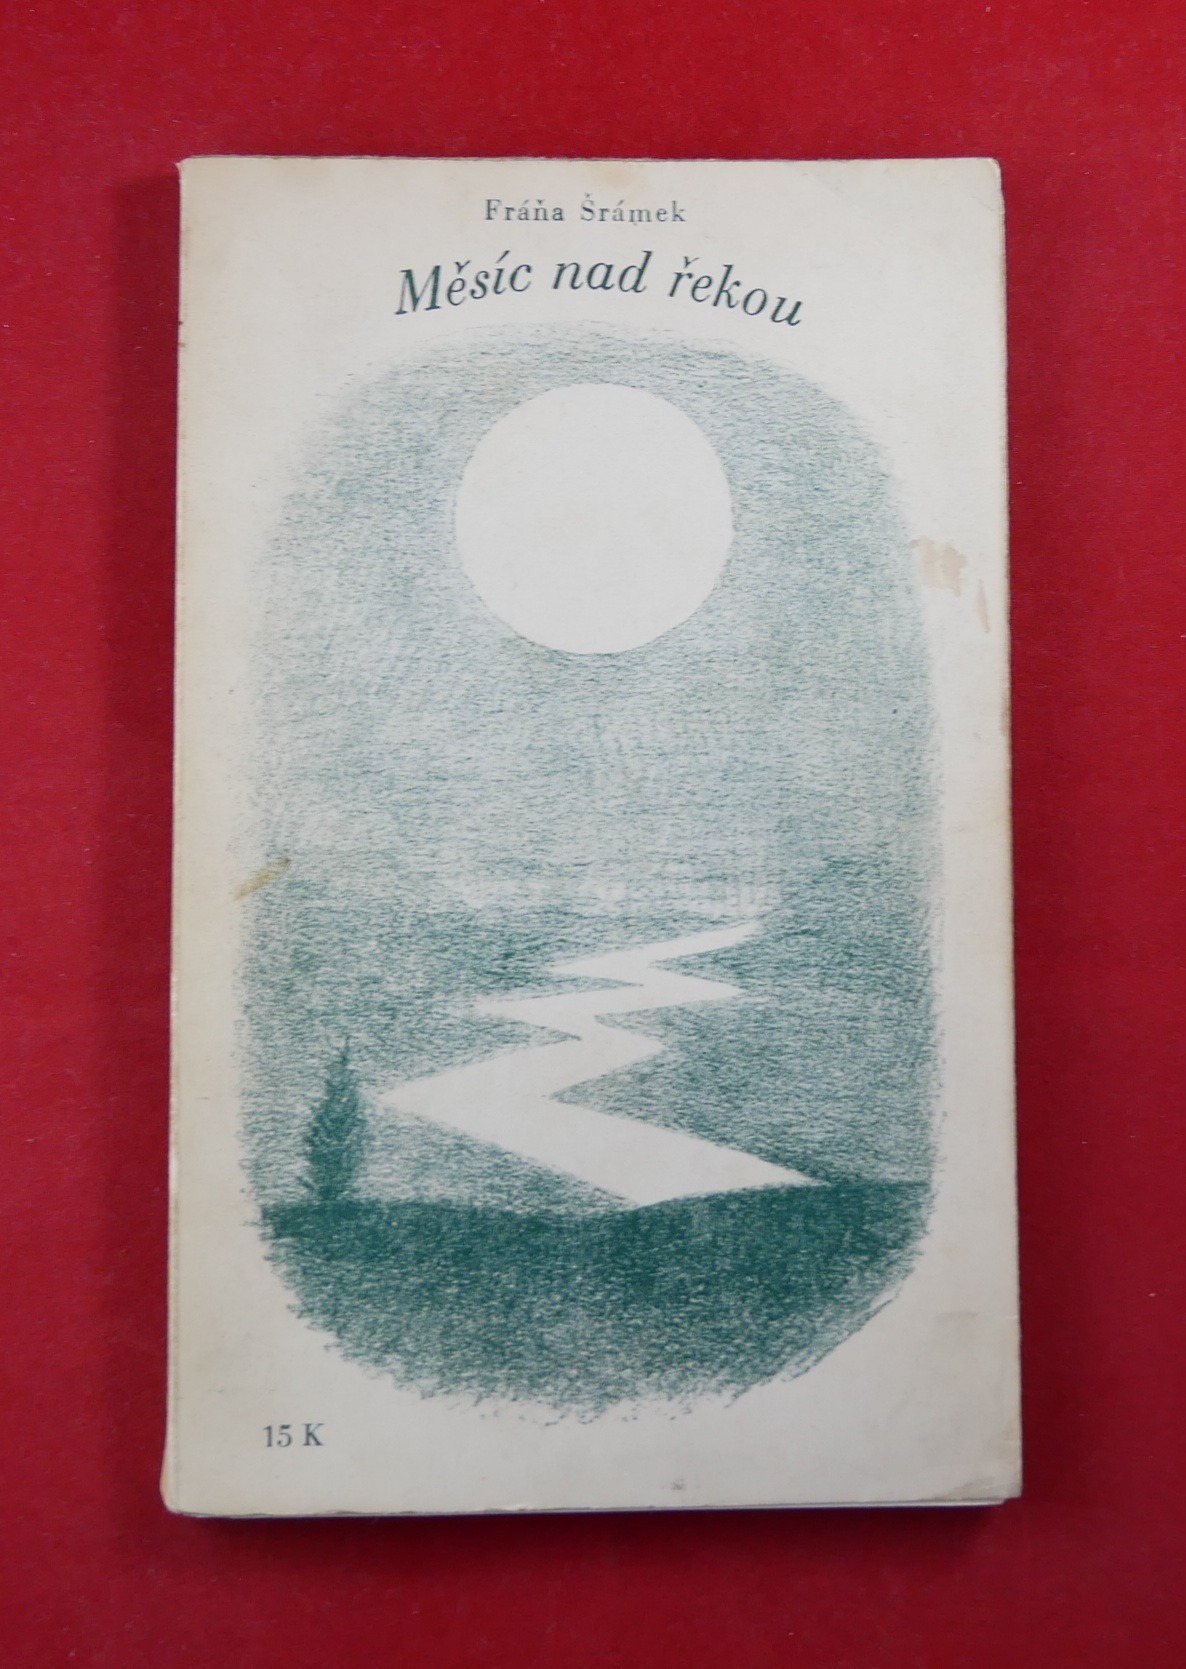 Fráňa Šrámek
Měsíc nad řekou
15 K